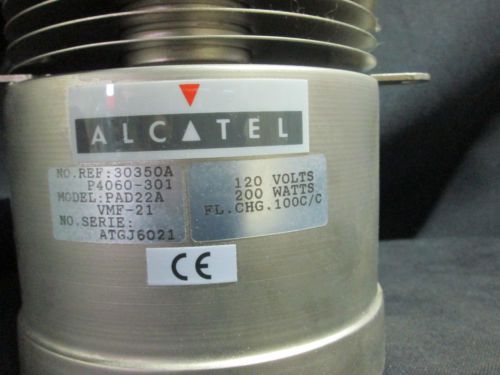 ALCATEL
NO.REF:30350A
P4060-301
MODEL:PAD22A
VMF-21
NO.SERIE:
ATGJ6021
120 VOLTS
200 WATTS
FL.CHG.100C/C
CE